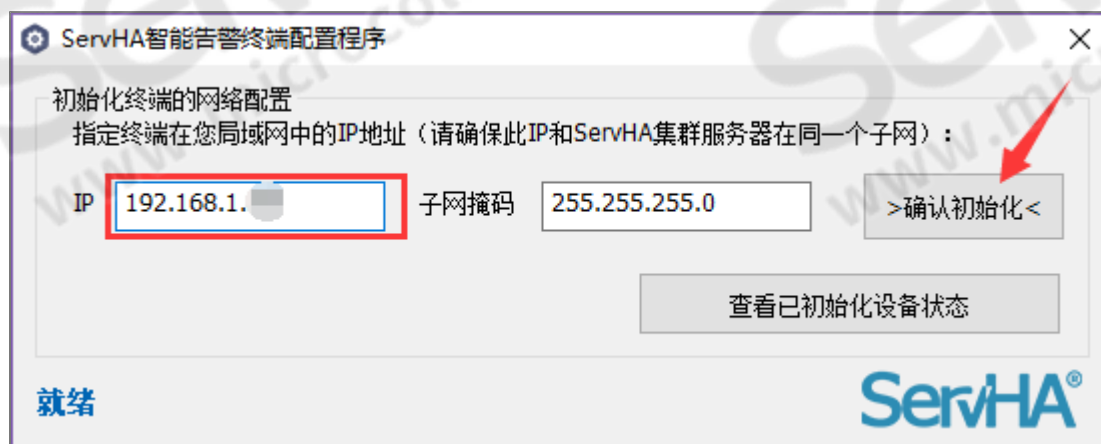 ServHA智能告警终端配置程序
初始化终端的网络配置
指定终端在您局域网中的IP地址（请确保此IP和ServHA集群服务器在同一个子网）：
IP 192.168.1. 子网掩码 255.255.255.0 >确认初始化<
查看已初始化设备状态
就绪
ServHA®